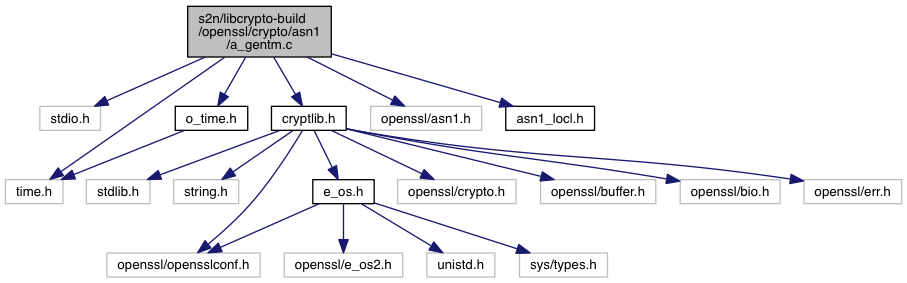 s2n/libcrypto-build
/openssl/crypto/asn1
/a_gentm.c
stdio.h
o_time.h
cryptlib.h
openssl/asn1.h
asn1_locl.h
time.h
stdlib.h
string.h
e_os.h
openssl/crypto.h
openssl/buffer.h
openssl/bio.h
openssl/err.h
openssl/opensslconf.h
openssl/e_os2.h
unistd.h
sys/types.h